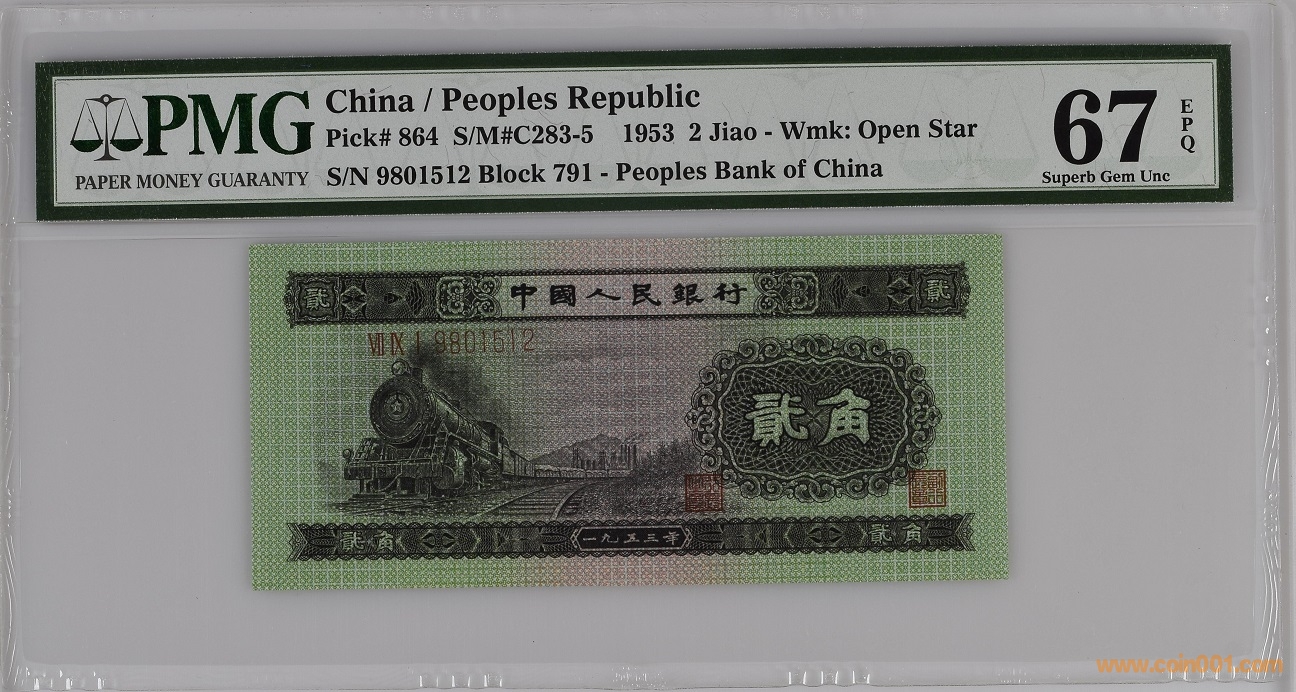 PMG
PAPER MONEY GUARANTY
China / Peoples Republic
Pick# 864 S/M#C283-5 1953 2 Jiao - Wmk: Open Star
S/N 9801512 Block 791 - Peoples Bank of China
67
EPQ
Superb Gem Unc
貳 中國人民銀行 貳
VII IX I 9801512
貳角
貳角 一九五三年 貳角
www.coin001.com